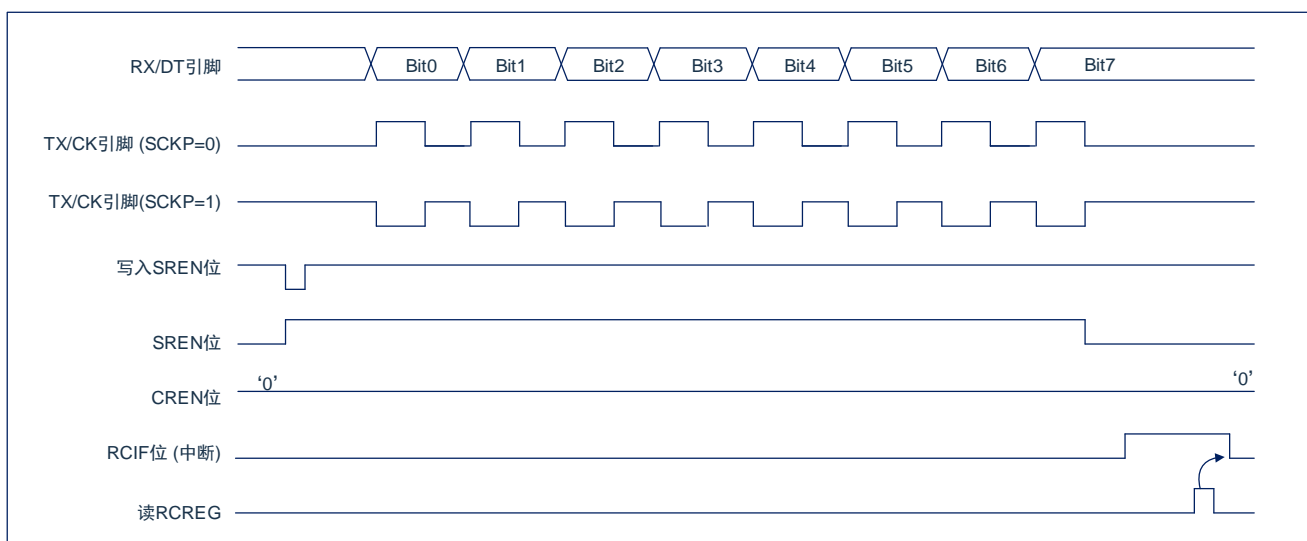 RX/DT引脚 Bit0 Bit1 Bit2 Bit3 Bit4 Bit5 Bit6 Bit7
TX/CK引脚 (SCKP=0)
TX/CK引脚(SCKP=1)
写入SREN位
SREN位
CREN位 ‘0’ ‘0’
RCIF位 (中断)
读RCREG